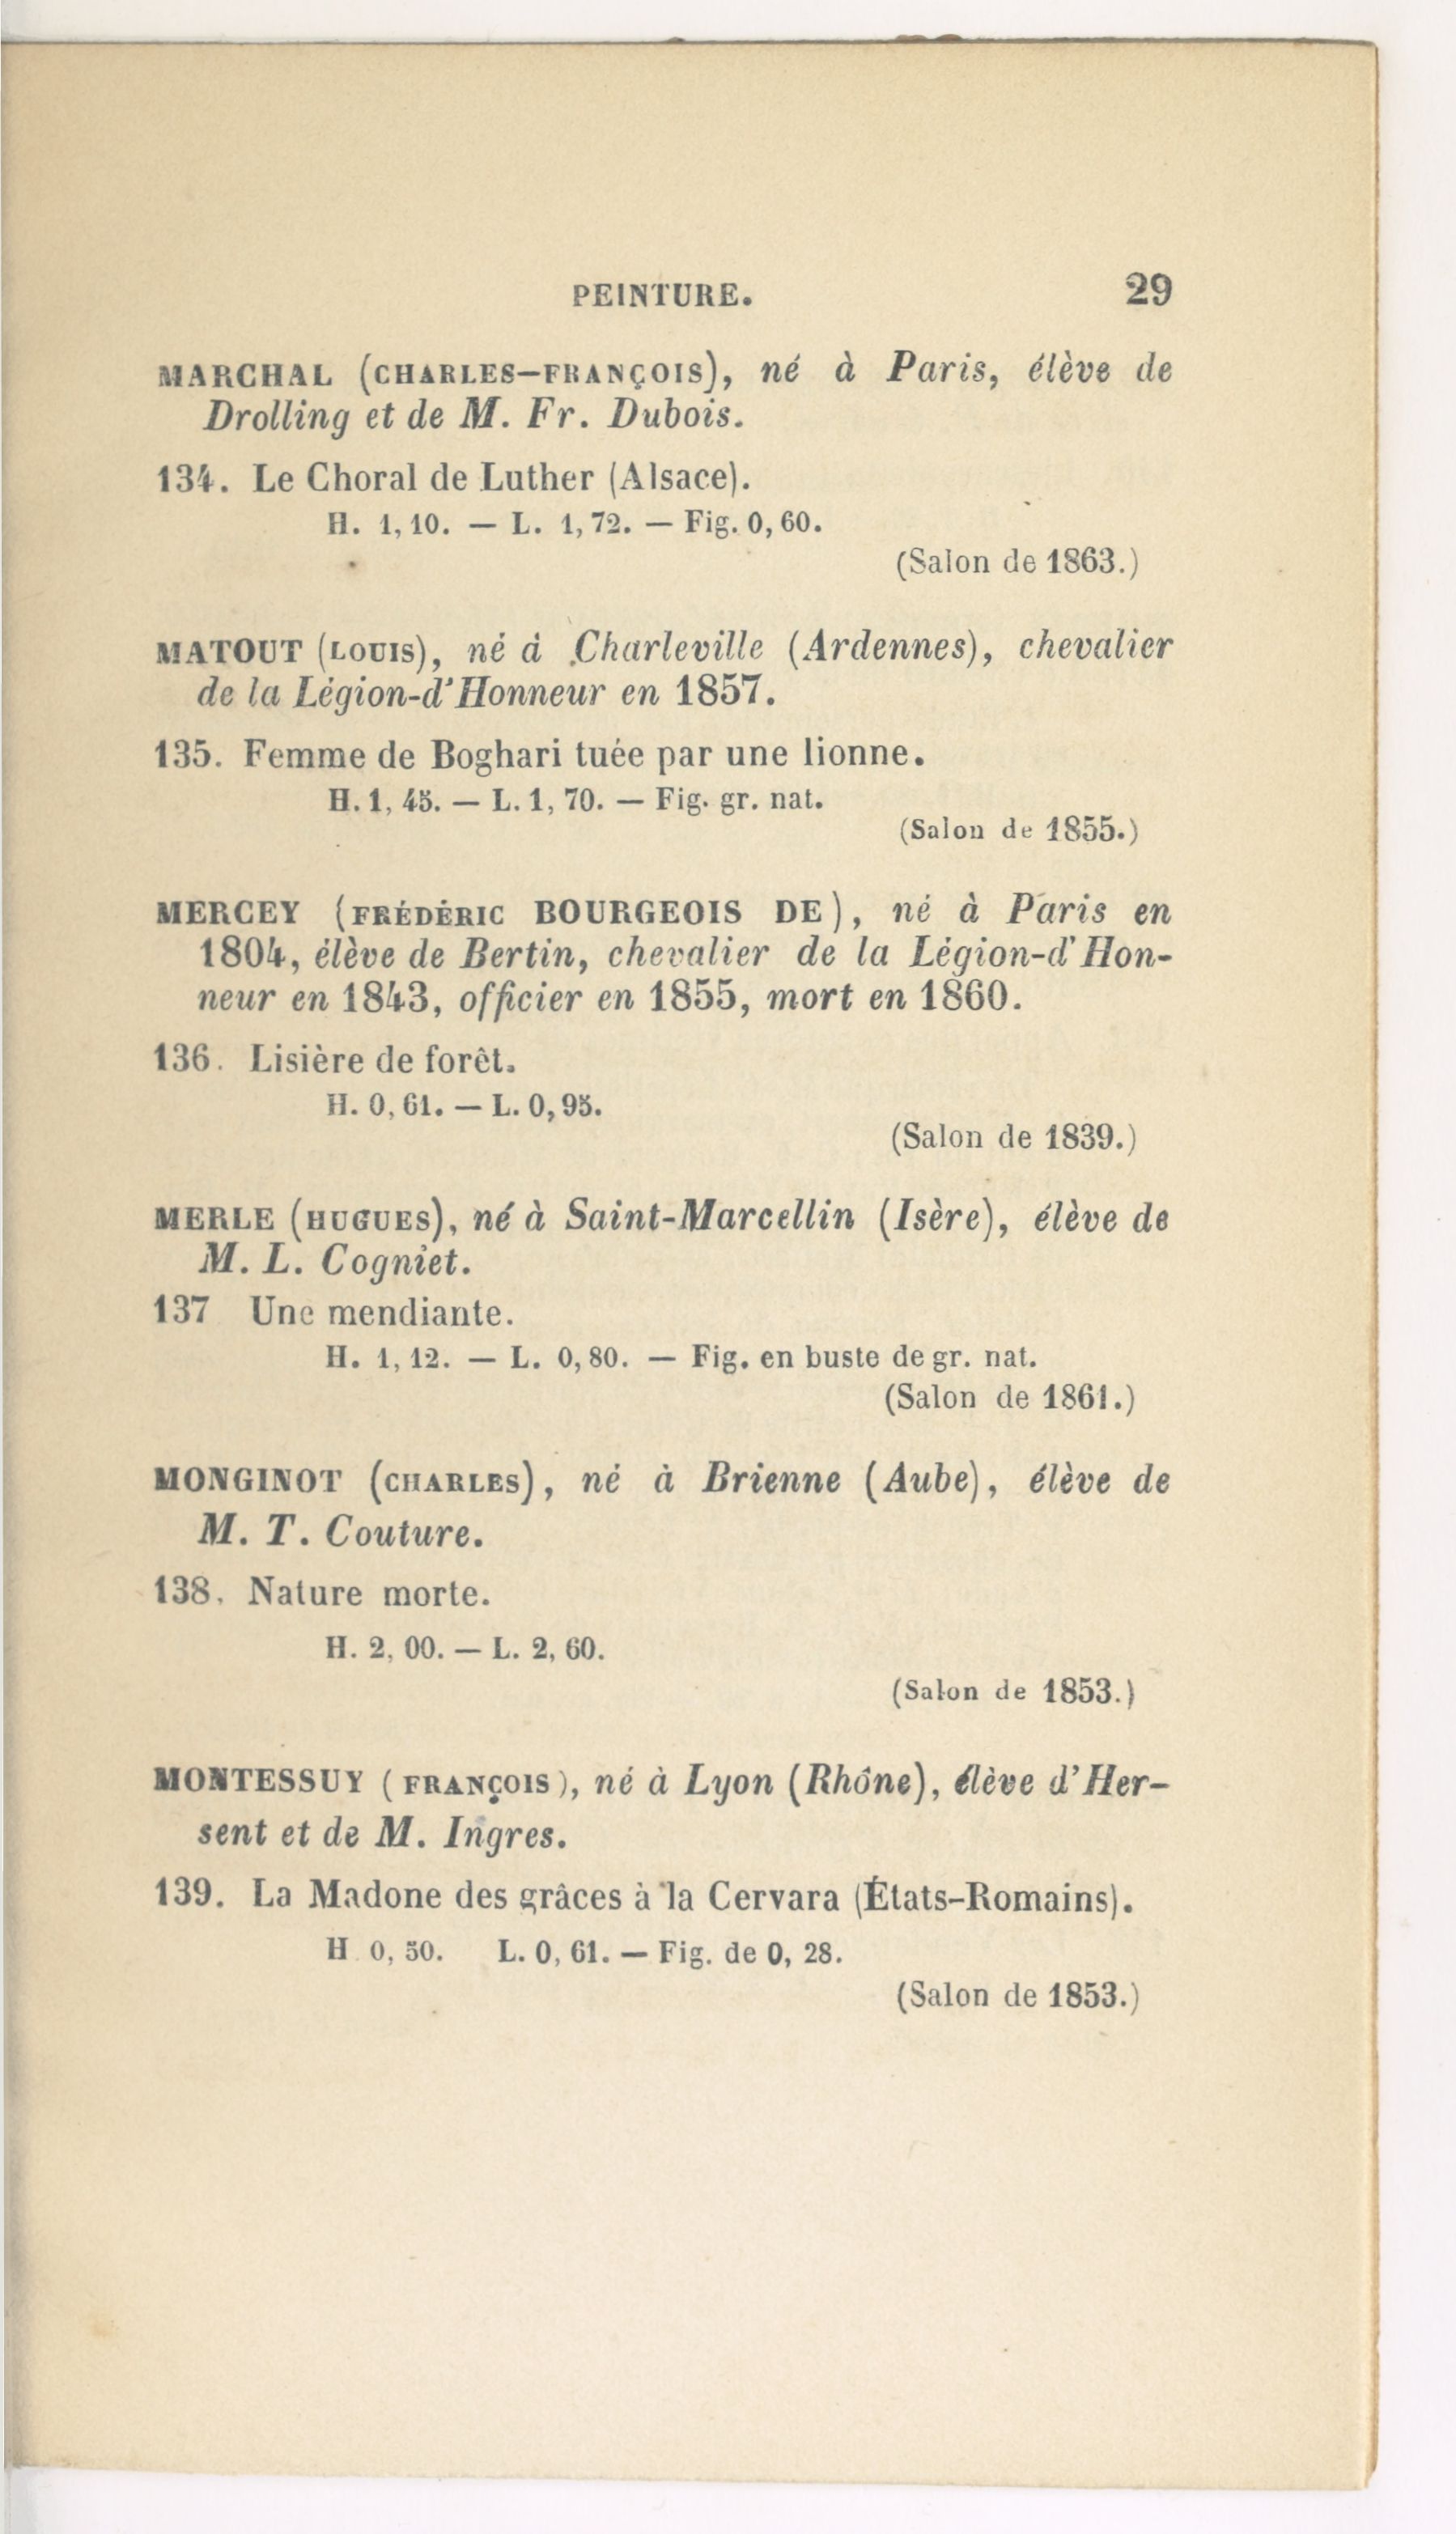 PEINTURE. 29
MARCHAL (CHARLES-FRANÇOIS), né à Paris, élève de
Drolling et de M. Fr. Dubois.
134. Le Choral de Luther (Alsace).
H. 1,10. — L. 1,72. — Fig. 0,60.
(Salon de 1863.)
MATOUT (LOUIS), né à Charleville (Ardennes), chevalier
de la Légion-d'Honneur en 1857.
135. Femme de Boghari tuée par une lionne.
H. 1, 45. — L. 1, 70. — Fig. gr. nat.
(Salon de 1855.)
MERCEY (FRÉDÉRIC BOURGEOIS DE), né à Paris en
1804, élève de Bertin, chevalier de la Légion-d'Hon-
neur en 1843, officier en 1855, mort en 1860.
136. Lisière de forêt.
H. 0,61. — L. 0,95.
(Salon de 1839.)
MERLE (HUGUES), né à Saint-Marcellin (Isère), élève de
M. L. Cogniet.
137 Une mendiante.
H. 1,12. — L. 0,80. — Fig. en buste de gr. nat.
(Salon de 1861.)
MONGINOT (CHARLES), né à Brienne (Aube), élève de
M. T. Couture.
138. Nature morte.
H. 2, 00. — L. 2, 60.
(Salon de 1853.)
MONTESSUY (FRANÇOIS), né à Lyon (Rhône), élève d'Her-
sent et de M. Ingres.
139. La Madone des grâces à la Cervara (États-Romains).
H. 0, 50. L. 0, 61. — Fig. de 0, 28.
(Salon de 1853.)